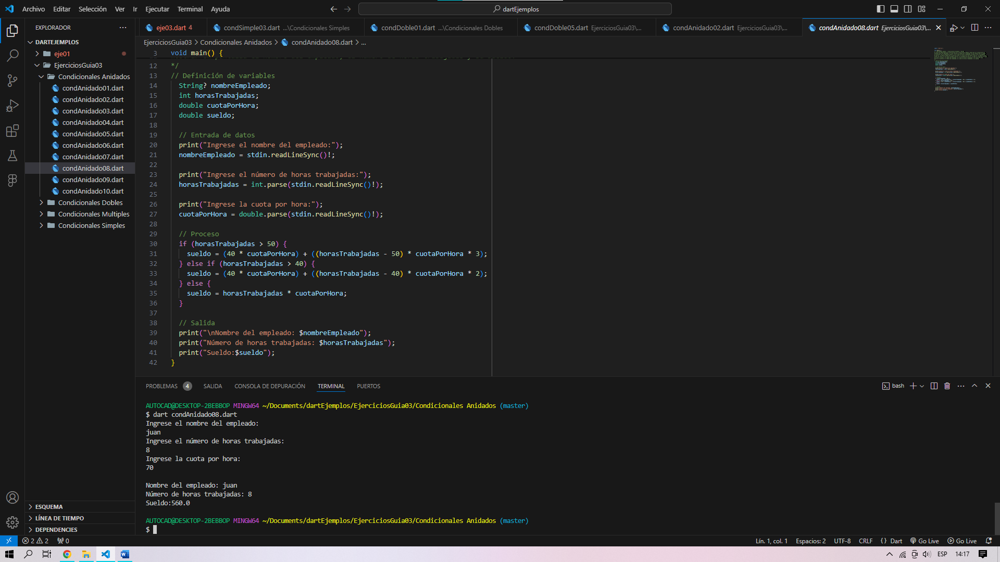 Archivo Editar Selección Ver Ir Ejecutar Terminal Ayuda
dartEjemplos
EXPLORADOR
eje03.dart 4
condSimple03.dart ...\Condicionales Simples
condDoble01.dart ...\Condicionales Dobles
condDoble05.dart EjerciciosGuia03\...
condAnidado02.dart EjerciciosGuia03\...
condAnidado08.dart EjerciciosGuia03\...
EjerciciosGuia03 > Condicionales Anidados > condAnidado08.dart > ...
DARTEJEMPLOS
eje01
EjerciciosGuia03
Condicionales Anidados
condAnidado01.dart
condAnidado02.dart
condAnidado03.dart
condAnidado04.dart
condAnidado05.dart
condAnidado06.dart
condAnidado07.dart
condAnidado08.dart
condAnidado09.dart
condAnidado10.dart
Condicionales Dobles
Condicionales Multiples
Condicionales Simples
ESQUEMA
LÍNEA DE TIEMPO
DEPENDENCIES
3 void main() {
12 */
13 // Definición de variables
14 String? nombreEmpleado;
15 int horasTrabajadas;
16 double cuotaPorHora;
17 double sueldo;
18
19 // Entrada de datos
20 print("Ingrese el nombre del empleado:");
21 nombreEmpleado = stdin.readLineSync()!;
22
23 print("Ingrese el número de horas trabajadas:");
24 horasTrabajadas = int.parse(stdin.readLineSync()!);
25
26 print("Ingrese la cuota por hora:");
27 cuotaPorHora = double.parse(stdin.readLineSync()!);
28
29 // Proceso
30 if (horasTrabajadas > 50) {
31 sueldo = (40 * cuotaPorHora) + ((horasTrabajadas - 50) * cuotaPorHora * 3);
32 } else if (horasTrabajadas > 40) {
33 sueldo = (40 * cuotaPorHora) + ((horasTrabajadas - 40) * cuotaPorHora * 2);
34 } else {
35 sueldo = horasTrabajadas * cuotaPorHora;
36 }
37
38 // Salida
39 print("\nNombre del empleado: $nombreEmpleado");
40 print("Número de horas trabajadas: $horasTrabajadas");
41 print("Sueldo:$sueldo");
42 }
PROBLEMAS 4 SALIDA CONSOLA DE DEPURACIÓN TERMINAL PUERTOS
bash
AUTOCAD@DESKTOP-2BEBBOP MINGW64 ~/Documents/dartEjemplos/EjerciciosGuia03/Condicionales Anidados (master)
$ dart condAnidado08.dart
Ingrese el nombre del empleado:
juan
Ingrese el número de horas trabajadas:
8
Ingrese la cuota por hora:
70
Nombre del empleado: juan
Número de horas trabajadas: 8
Sueldo:560.0
AUTOCAD@DESKTOP-2BEBBOP MINGW64 ~/Documents/dartEjemplos/EjerciciosGuia03/Condicionales Anidados (master)
$
2 2 0
Lín. 1, col. 1 Espacios: 2 UTF-8 CRLF {} Dart Go Live Go Live
ESP 14:17